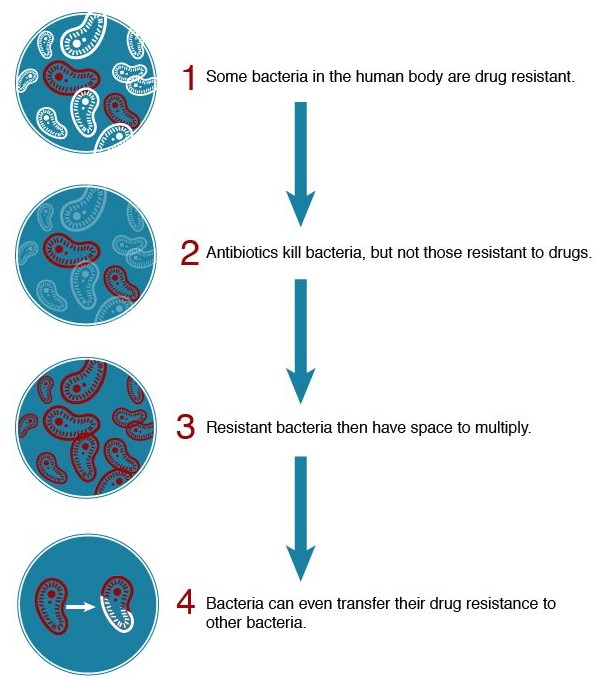 1 Some bacteria in the human body are drug resistant.
2 Antibiotics kill bacteria, but not those resistant to drugs.
3 Resistant bacteria then have space to multiply.
4 Bacteria can even transfer their drug resistance to
other bacteria.